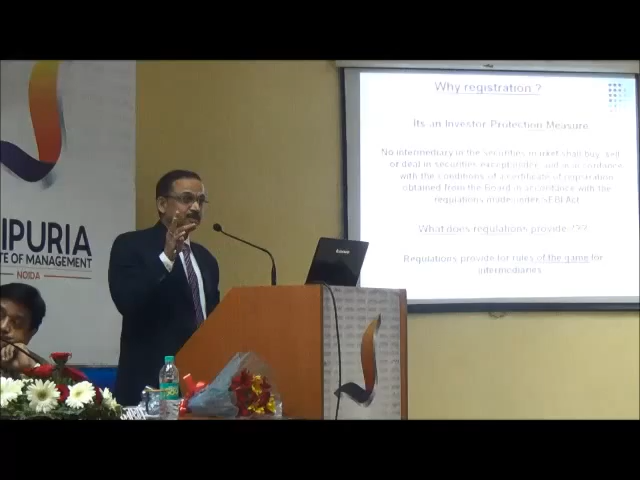 Why registration ?
Its an Investor Protection Measure
No intermediary in the securities market shall buy, sell
or deal in securities except under and in accordance
with the conditions of a certificate of registration
obtained from the Board in accordance with the
regulations made under SEBI Act
What does regulations provide ???
Regulations provide for rules of the game for
intermediaries
IPURIA
TE OF MANAGEMENT
NOIDA
lenovo